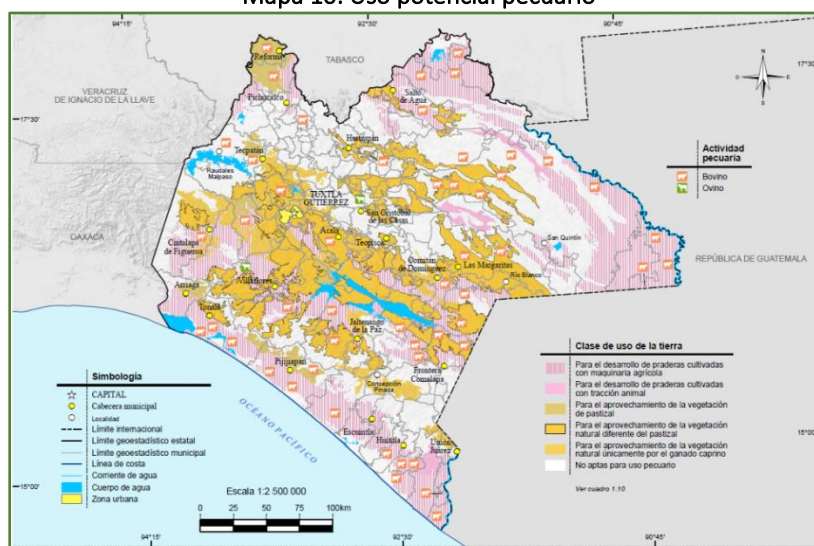 Mapa 10. Uso potencial pecuario
94°15'
92°30'
90°45'
17°30'
17°30'
15°00'
15°00'
94°15'
92°30'
90°45'
TABASCO
VERACRUZ
DE IGNACIO DE LA LLAVE
OAXACA
REPÚBLICA DE GUATEMALA
OCÉANO PACÍFICO
N
Reforma
Pichucalco
Salto
de Agua
Huitiupán
Tecpatán
Raudales
Malpaso
TUXTLA
GUTIÉRREZ
San Cristóbal
de las Casas
Acala
Teopisca
San Quintín
Cintalapa
de Figueroa
Comitán
de Domínguez
Las Margaritas
Río Blanco
Arriaga
Villaflores
Tonalá
Jaltenango
de la Paz
Pijijiapan
Frontera
Comalapa
Concepción
Pinada
Escuintla
Huixtla
Unión
Juárez
Actividad
pecuaria
Bovino
Ovino
Clase de uso de la tierra
Para el desarrollo de praderas cultivadas
con maquinaria agrícola
Para el desarrollo de praderas cultivadas
con tracción animal
Para el aprovechamiento de la vegetación
de pastizal
Para el aprovechamiento de la vegetación
natural diferente del pastizal
Para el aprovechamiento de la vegetación
natural únicamente por el ganado caprino
No aptas para uso pecuario
Ver cuadro 1.10
Simbología
CAPITAL
Cabecera municipal
Localidad
Límite internacional
Límite geoestadístico estatal
Límite geoestadístico municipal
Línea de costa
Corriente de agua
Cuerpo de agua
Zona urbana
Escala 1:2 500 000
0 25 50 75 100km